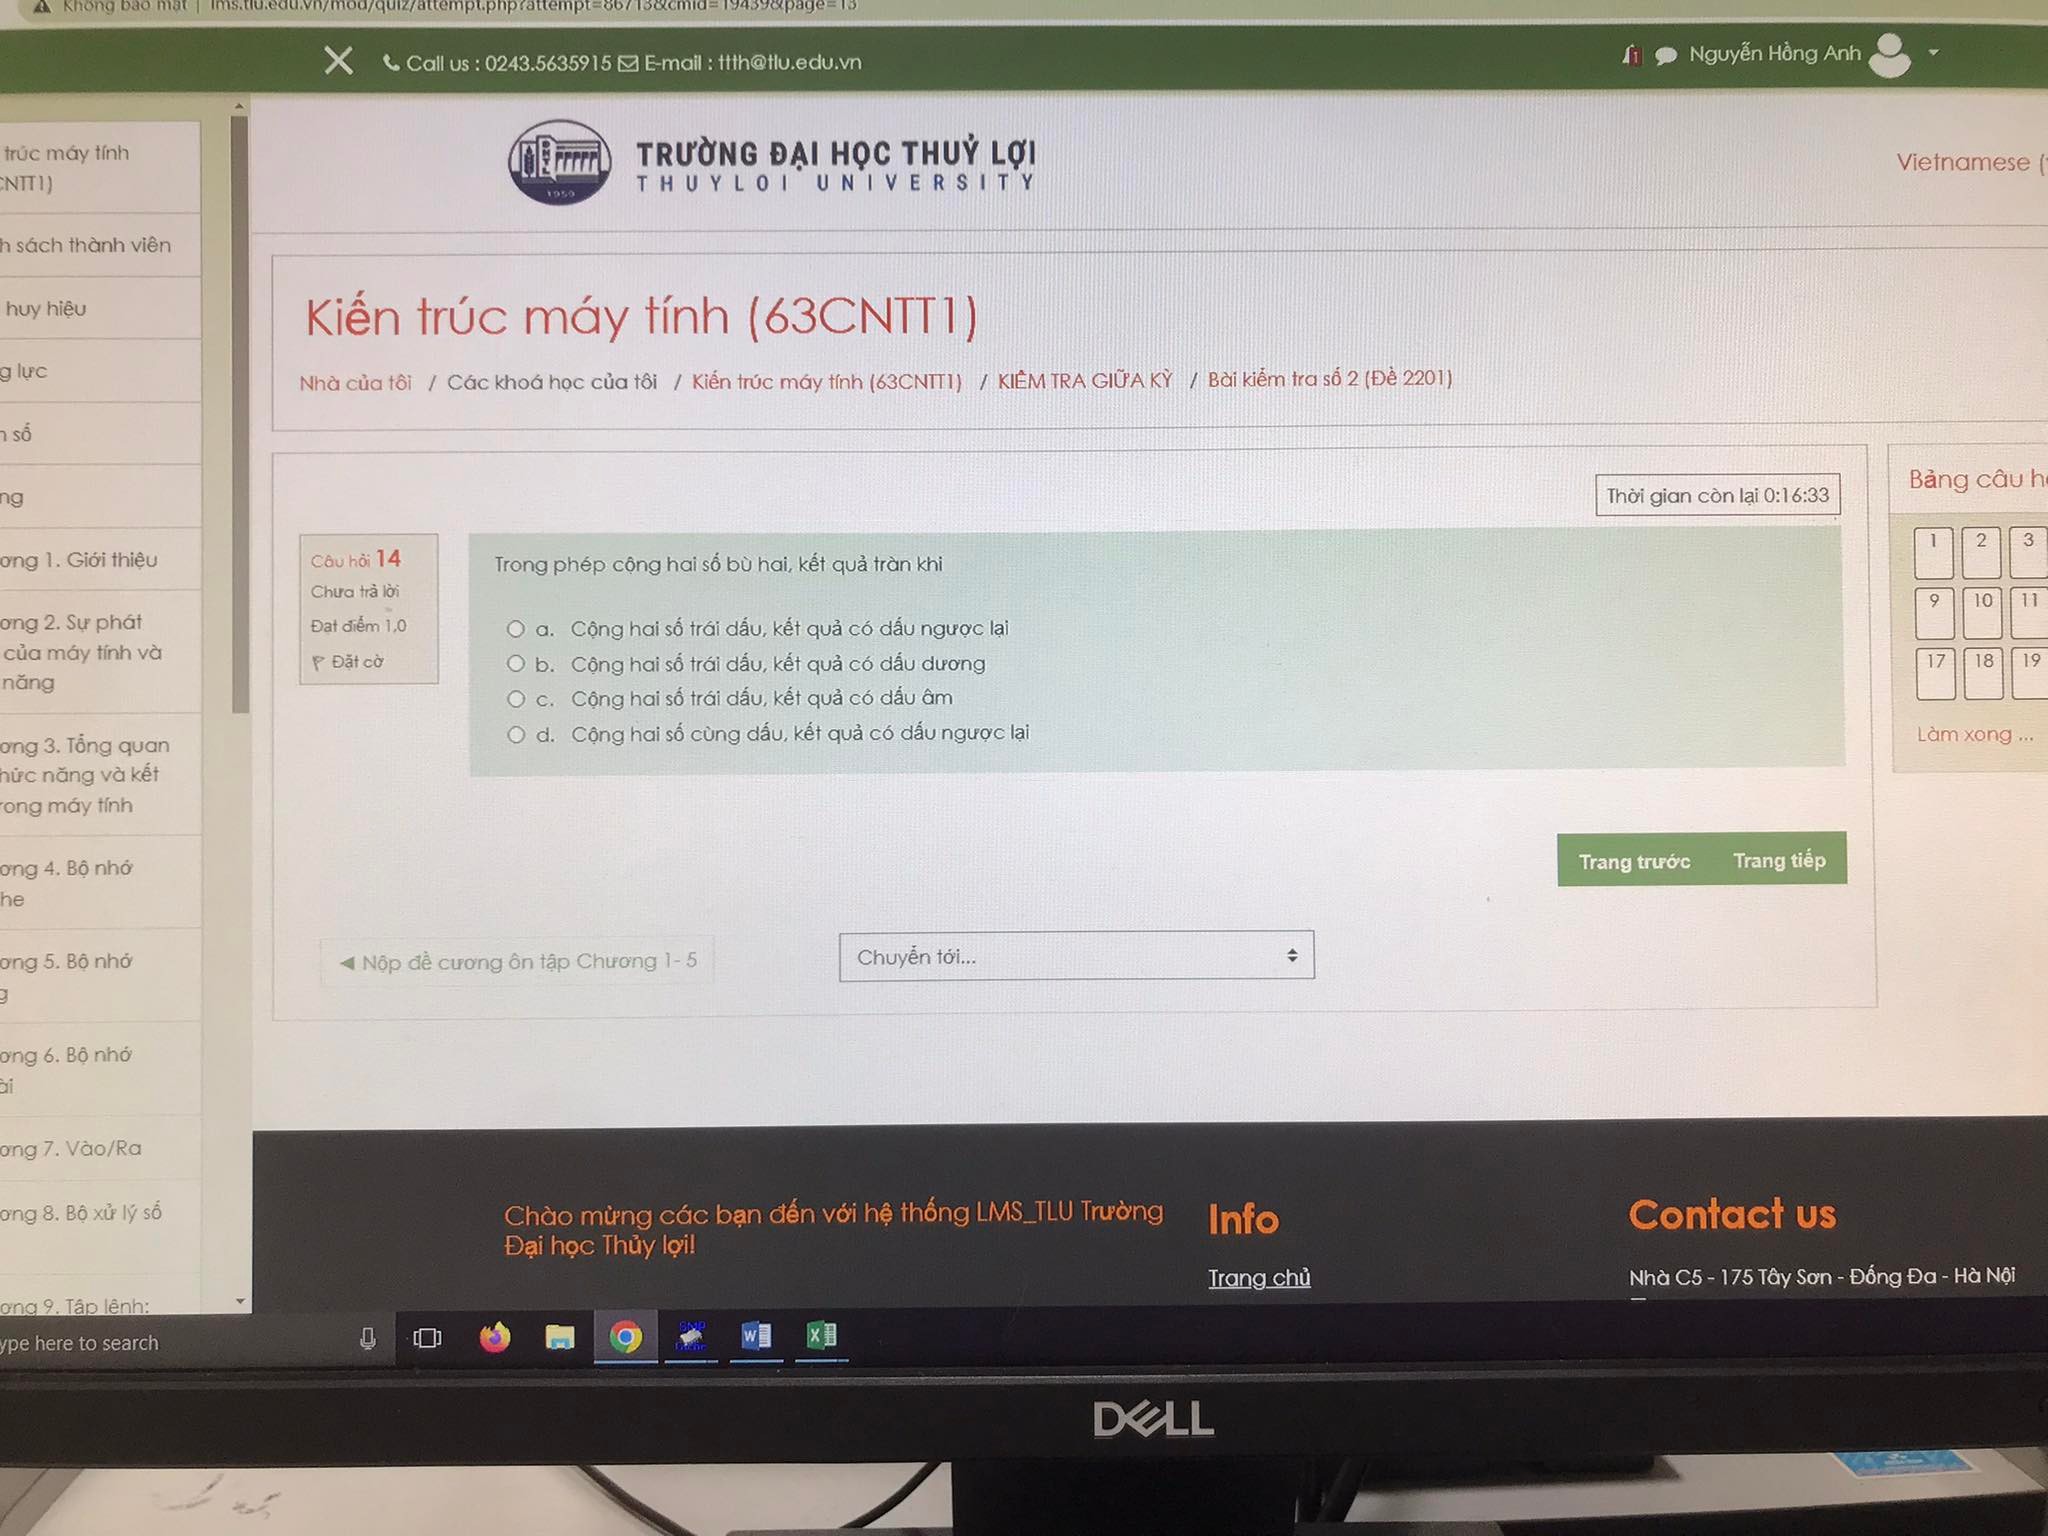 Không bảo mật | lms.tlu.edu.vn/mod/quiz/attempt.php?attempt=86713&cmid=19439&page=13
Call us : 0243.5635915 E-mail : ttth@tlu.edu.vn
1 Nguyễn Hồng Anh
TRƯỜNG ĐẠI HỌC THUỶ LỢI
THUYLOI UNIVERSITY
1959
Vietnamese (
trúc máy tính
CNTT1)
h sách thành viên
huy hiệu
g lực
n số
ng
ơng 1. Giới thiệu
ơng 2. Sự phát
của máy tính và
năng
ơng 3. Tổng quan
hức năng và kết
rong máy tính
ơng 4. Bộ nhớ
he
ơng 5. Bộ nhớ
g
ơng 6. Bộ nhớ
ài
ơng 7. Vào/Ra
ơng 8. Bộ xử lý số
ơng 9. Tập lệnh:
Kiến trúc máy tính (63CNTT1)
Nhà của tôi / Các khoá học của tôi / Kiến trúc máy tính (63CNTT1) / KIỂM TRA GIỮA KỲ / Bài kiểm tra số 2 (Đề 2201)
Thời gian còn lại 0:16:33
Câu hỏi 14
Chưa trả lời
Đạt điểm 1,0
Đặt cờ
Trong phép cộng hai số bù hai, kết quả tràn khi
a. Cộng hai số trái dấu, kết quả có dấu ngược lại
b. Cộng hai số trái dấu, kết quả có dấu dương
c. Cộng hai số trái dấu, kết quả có dấu âm
d. Cộng hai số cùng dấu, kết quả có dấu ngược lại
Bảng câu h
1 2 3
9 10 11
17 18 19
Làm xong ...
Trang trước Trang tiếp
◄ Nộp đề cương ôn tập Chương 1- 5
Chuyển tới...
Chào mừng các bạn đến với hệ thống LMS_TLU Trường
Đại học Thủy lợi!
Info
Trang chủ
Contact us
Nhà C5 - 175 Tây Sơn - Đống Đa - Hà Nội
ype here to search
SMP
Cache
DELL